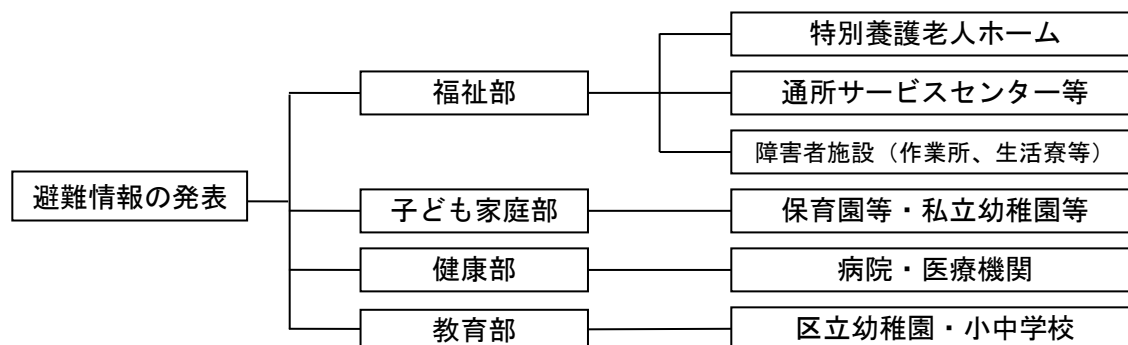 特別養護老人ホーム
福祉部
通所サービスセンター等
障害者施設（作業所、生活寮等）
避難情報の発表
子ども家庭部
保育園等・私立幼稚園等
健康部
病院・医療機関
教育部
区立幼稚園・小中学校